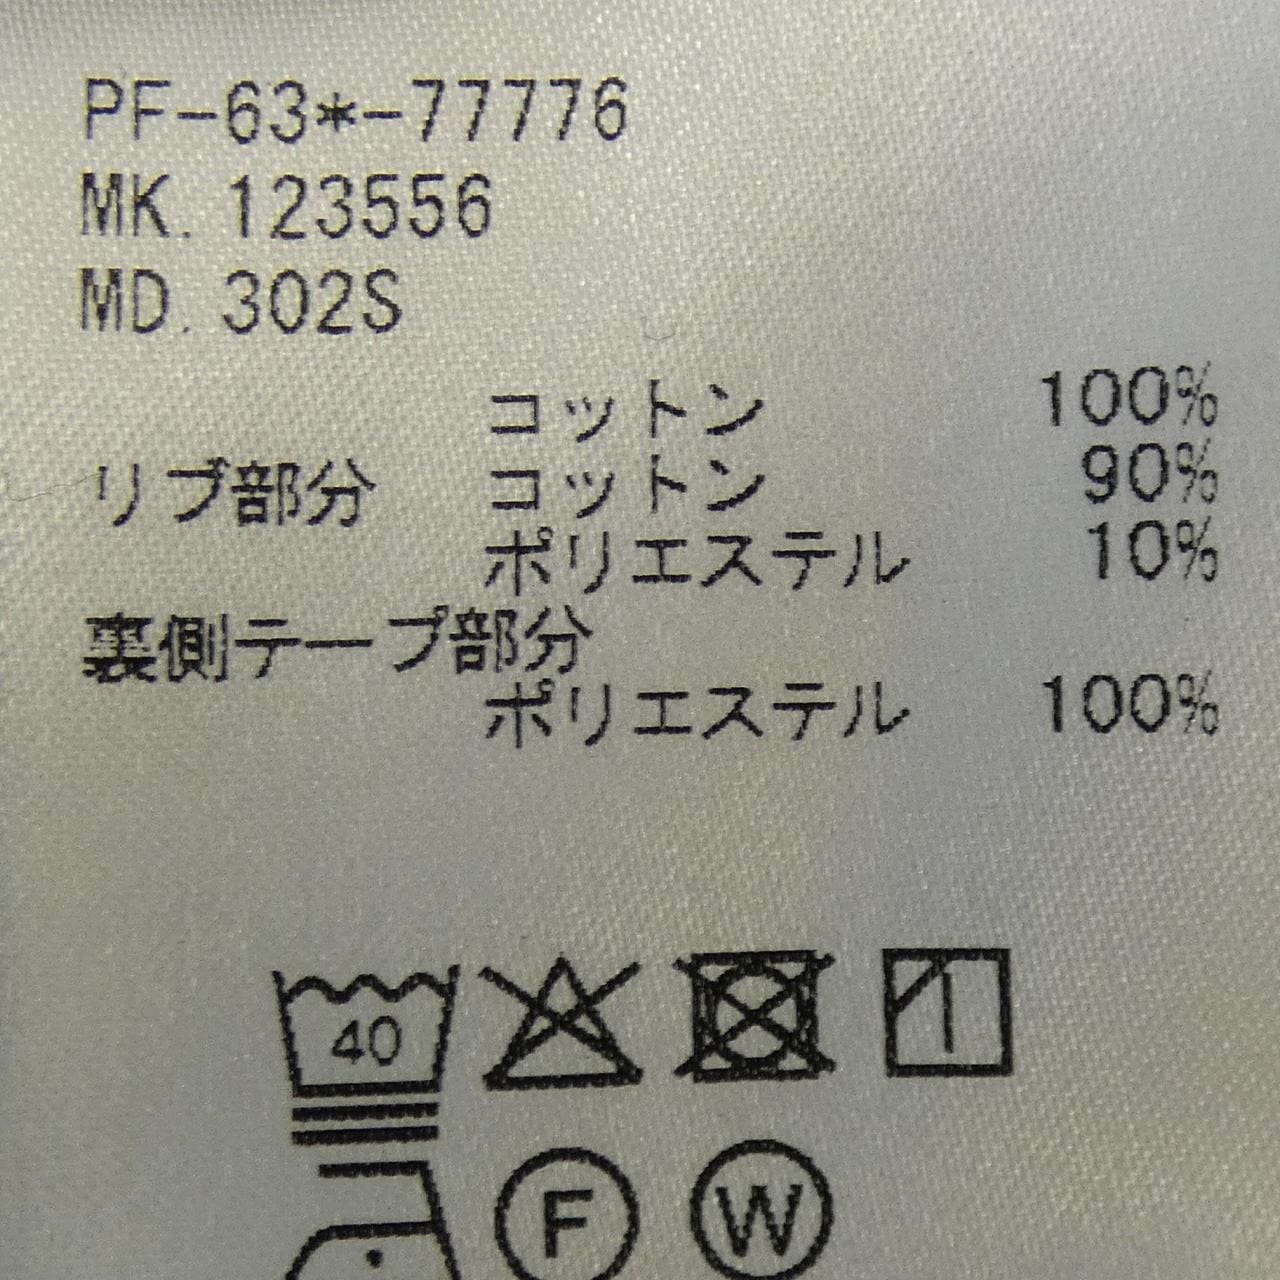 PF-63*-77776
MK. 123556
MD. 302S
コットン 100%
リブ部分 コットン 90%
ポリエステル 10%
裏側テープ部分
ポリエステル 100%
40
F W